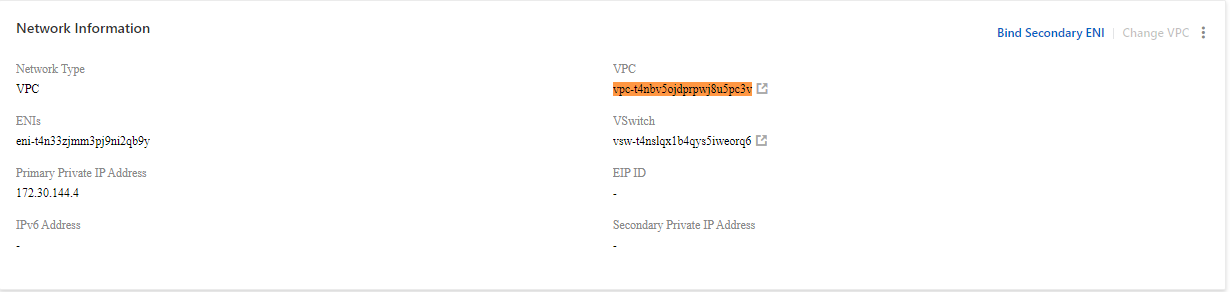 Network Information
Bind Secondary ENI
Change VPC
Network Type
VPC
VPC
vpc-t4nbv5ojdprpwj8u5pc3v
ENIs
eni-t4n33zjmm3pj9ni2qb9y
VSwitch
vsw-t4nslqx1b4qys5iweorq6
Primary Private IP Address
172.30.144.4
EIP ID
-
IPv6 Address
-
Secondary Private IP Address
-